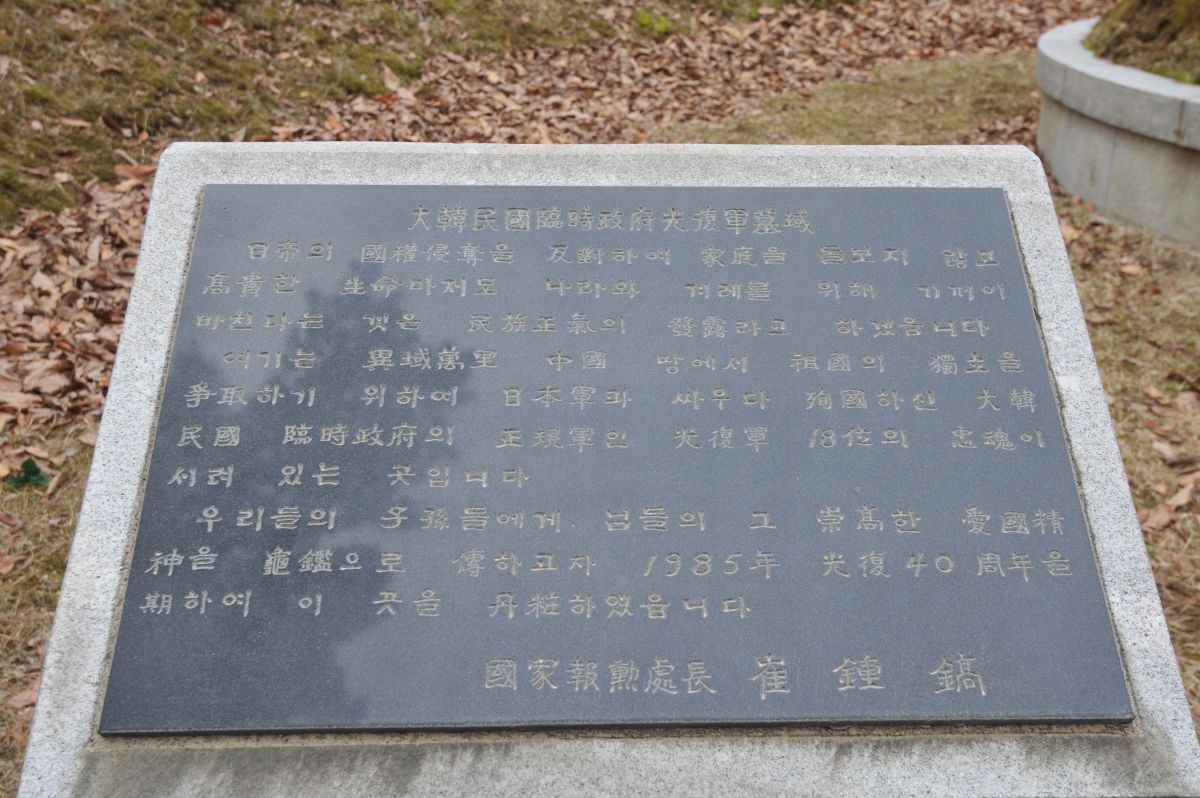 大韓民國臨時政府光復軍墓域
日帝의 國權侵奪을 反對하여 家庭을 돌보지 않고
高貴한 生命마저도 나라와 겨레를 위해 기꺼이
바친다는 것은 民族正氣의 發露라고 하겠읍니다
여기는 異域萬里 中國 땅에서 祖國의 獨立을
爭取하기 위하여 日本軍과 싸우다 殉國하신 大韓
民國 臨時政府의 正規軍인 光復軍 18位의 忠魂이
서려 있는 곳입니다
우리들의 子孫들에게 님들의 그 崇高한 愛國精
神을 龜鑑으로 傳하고자 1985年 光復40周年을
期하여 이 곳을 丹粧하였읍니다
國家報勳處長 崔鍾鎬